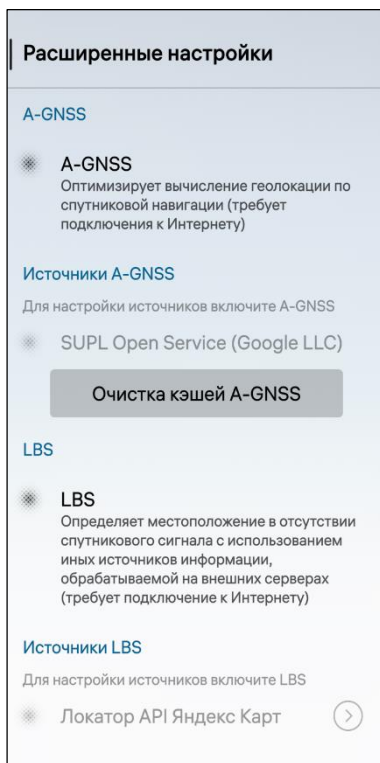 Расширенные настройки
A-GNSS
A-GNSS
Оптимизирует вычисление геолокации по
спутниковой навигации (требует
подключения к Интернету)
Источники A-GNSS
Для настройки источников включите A-GNSS
SUPL Open Service (Google LLC)
Очистка кэшей A-GNSS
LBS
LBS
Определяет местоположение в отсутствии
спутникового сигнала с использованием
иных источников информации,
обрабатываемой на внешних серверах
(требует подключение к Интернету)
Источники LBS
Для настройки источников включите LBS
Локатор API Яндекс Карт